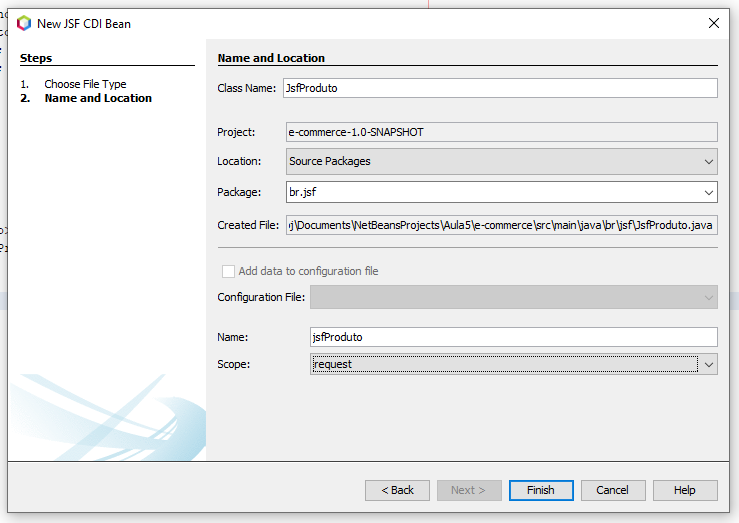 New JSF CDI Bean
Steps
1. Choose File Type
2. Name and Location
Name and Location
Class Name: JsfProduto
Project: e-commerce-1.0-SNAPSHOT
Location: Source Packages
Package: br.jsf
Created File: oj\Documents\NetBeansProjects\Aula5\e-commerce\src\main\java\br\jsf\JsfProduto.java
Add data to configuration file
Configuration File:
Name: jsfProduto
Scope: request
< Back Next > Finish Cancel Help